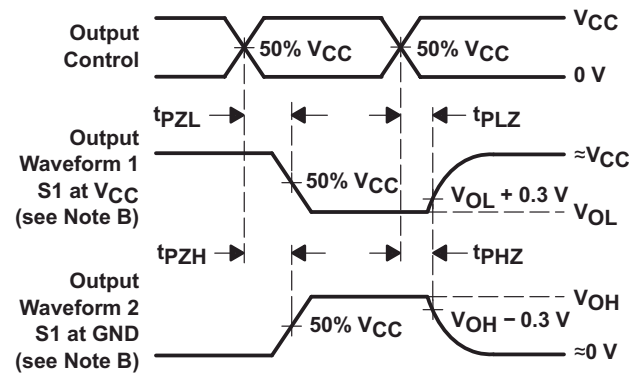 Output
Control
50% VCC
50% VCC
VCC
0 V
tPZL
tPLZ
Output
Waveform 1
S1 at VCC
(see Note B)
50% VCC
≈VCC
VOL + 0.3 V
VOL
tPZH
tPHZ
Output
Waveform 2
S1 at GND
(see Note B)
50% VCC
VOH
VOH − 0.3 V
≈0 V